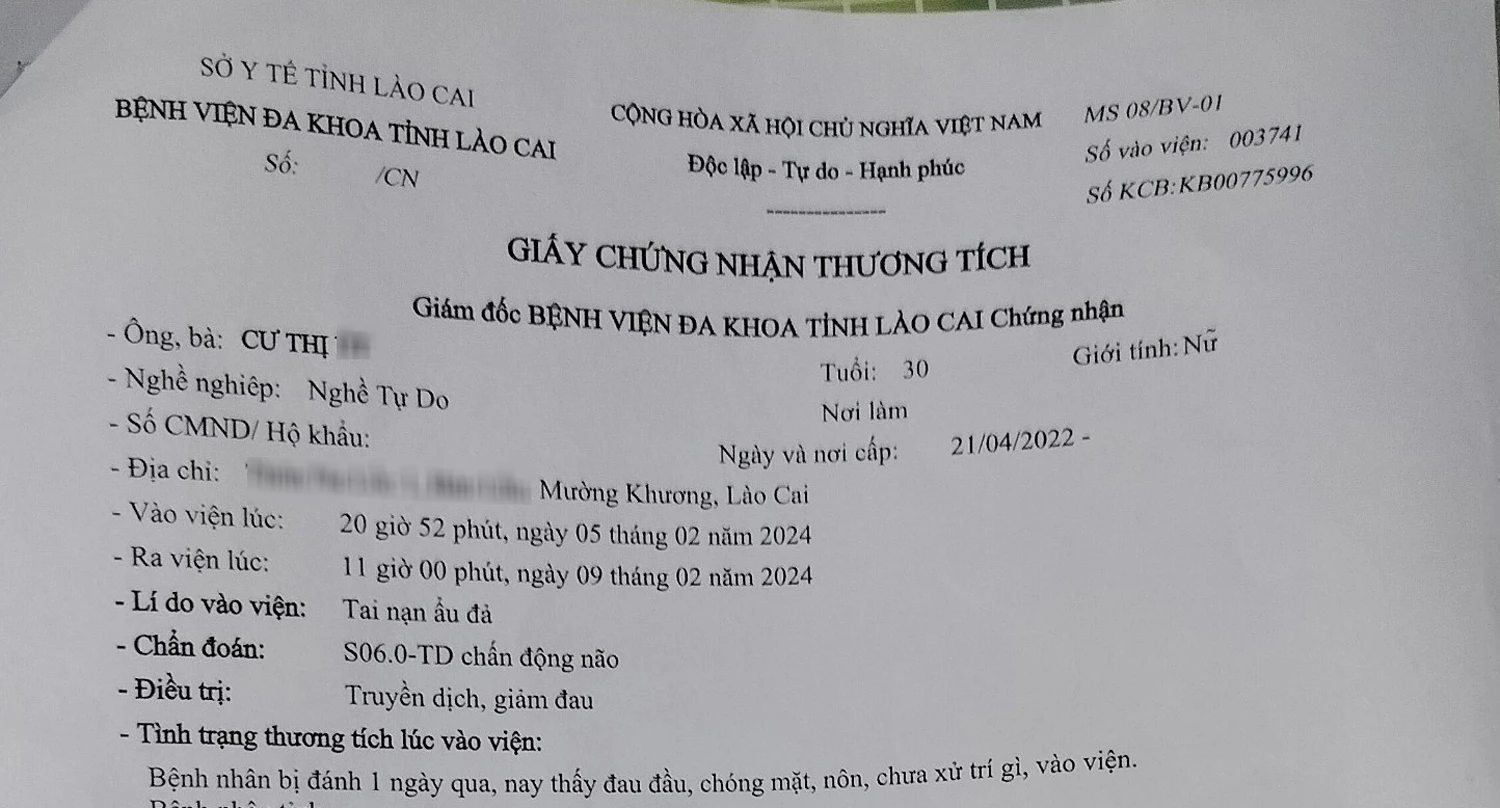 SỞ Y TẾ TỈNH LÀO CAI
BỆNH VIỆN ĐA KHOA TỈNH LÀO CAI
Số: /CN
CỘNG HÒA XÃ HỘI CHỦ NGHĨA VIỆT NAM
Độc lập - Tự do - Hạnh phúc
---------------
MS 08/BV-01
Số vào viện: 003741
Số KCB:KB00775996
GIẤY CHỨNG NHẬN THƯƠNG TÍCH
Giám đốc BỆNH VIỆN ĐA KHOA TỈNH LÀO CAI Chứng nhận
- Ông, bà: CƯ THỊ Tuổi: 30 Giới tính: Nữ
- Nghề nghiệp: Nghề Tự Do Nơi làm
- Số CMND/ Hộ khẩu: Ngày và nơi cấp: 21/04/2022 -
- Địa chỉ: Mường Khương, Lào Cai
- Vào viện lúc: 20 giờ 52 phút, ngày 05 tháng 02 năm 2024
- Ra viện lúc: 11 giờ 00 phút, ngày 09 tháng 02 năm 2024
- Lí do vào viện: Tai nạn ẩu đả
- Chẩn đoán: S06.0-TD chấn động não
- Điều trị: Truyền dịch, giảm đau
- Tình trạng thương tích lúc vào viện:
Bệnh nhân bị đánh 1 ngày qua, nay thấy đau đầu, chóng mặt, nôn, chưa xử trí gì, vào viện.